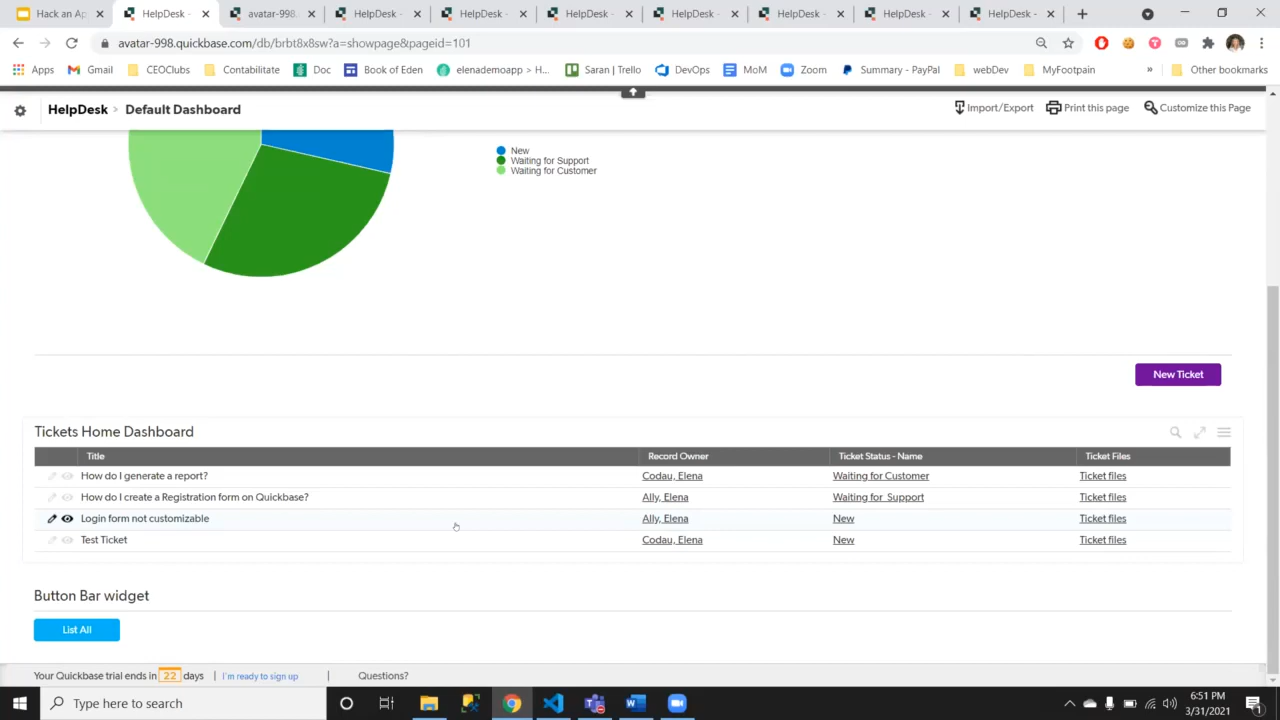 Hack an Ap
HelpDesk -
avatar-998.
HelpDesk -
HelpDesk -
HelpDesk -
HelpDesk -
HelpDesk -
HelpDesk -
HelpDesk -
avatar-998.quickbase.com/db/brbt8x8sw?a=showpage&pageid=101
Apps
Gmail
CEOClubs
Contabilitate
Doc
Book of Eden
elenademoapp > H...
Saran | Trello
DevOps
MoM
Zoom
Summary - PayPal
webDev
MyFootpain
»
Other bookmarks
HelpDesk > Default Dashboard
Import/Export
Print this page
Customize this Page
New
Waiting for Support
Waiting for Customer
New Ticket
Tickets Home Dashboard
Title Record Owner Ticket Status - Name Ticket Files
How do I generate a report? Codau, Elena Waiting for Customer Ticket files
How do I create a Registration form on Quickbase? Ally, Elena Waiting for Support Ticket files
Login form not customizable Ally, Elena New Ticket files
Test Ticket Codau, Elena New Ticket files
Button Bar widget
List All
Your Quickbase trial ends in 22 days | I'm ready to sign up | Questions?
Type here to search
6:51 PM
3/31/2021
1